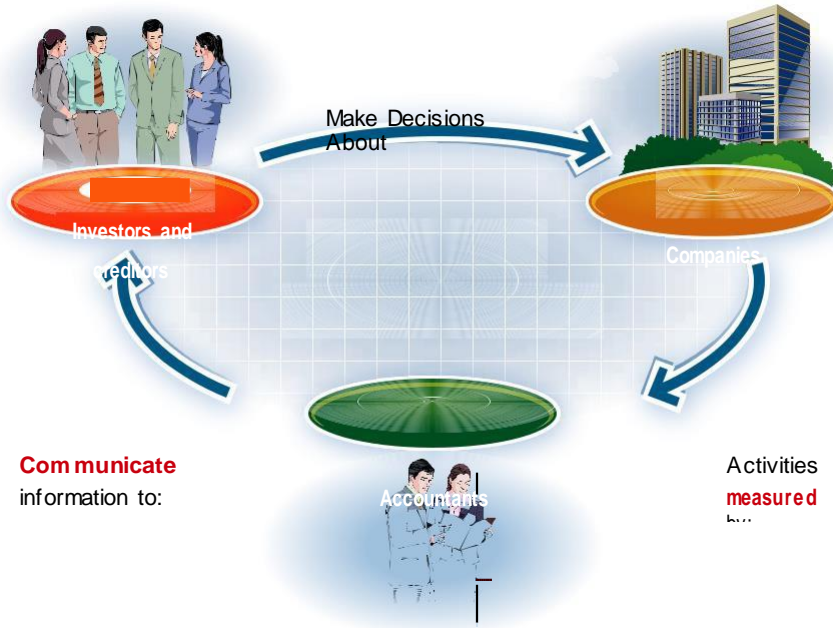 Make Decisions
About
Investors and
creditors
Companies
Communicate
information to:
Accountants
Activities
measured